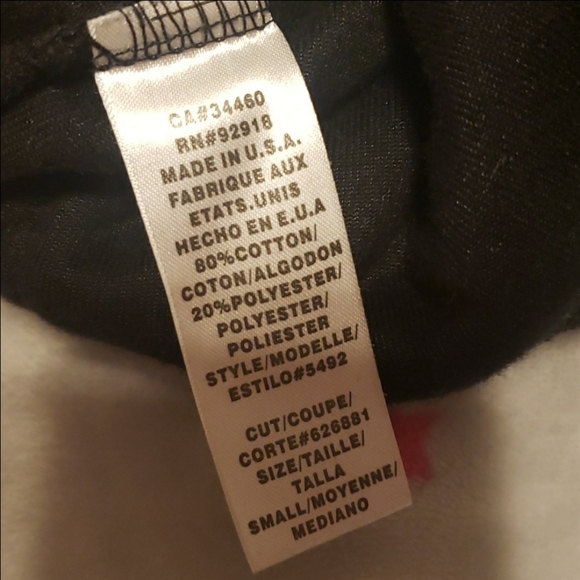 CA#34460
RN#92918
MADE IN U.S.A.
FABRIQUE AUX
ETATS.UNIS
HECHO EN E.U.A
80%COTTON/
COTON/ALGODON
20%POLYESTER/
POLYESTER/
POLIESTER
STYLE/MODELLE/
ESTILO#5492
CUT/COUPE/
CORTE#626881
SIZE/TAILLE/
TALLA
SMALL/MOYENNE/
MEDIANO